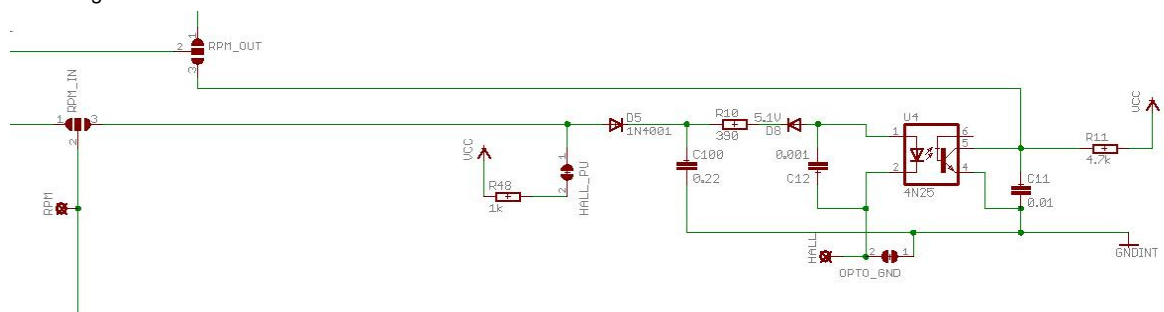 1
2
RPM_OUT
3
RPM_IN
1
3
2
RPM
VCC
R48
1k
1
2
HALL_PU
D5
1N4001
C100
0.22
R10
390
5.1V
D8
0.001
C12
U4
1
2
6
5
4
4N25
HALL
2
1
OPTO_GND
C11
0.01
R11
4.7k
VCC
GNDINT